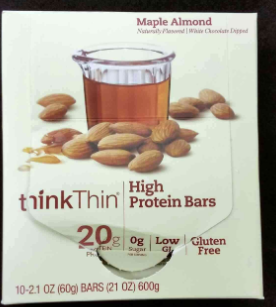 Maple Almond
Naturally Flavored | White Chocolate Dipped
thinkThin
High
Protein Bars
20g
0g
Sugar
Low
GI
Gluten
Free
10-2.1 OZ (60g) BARS (21 OZ) 600g